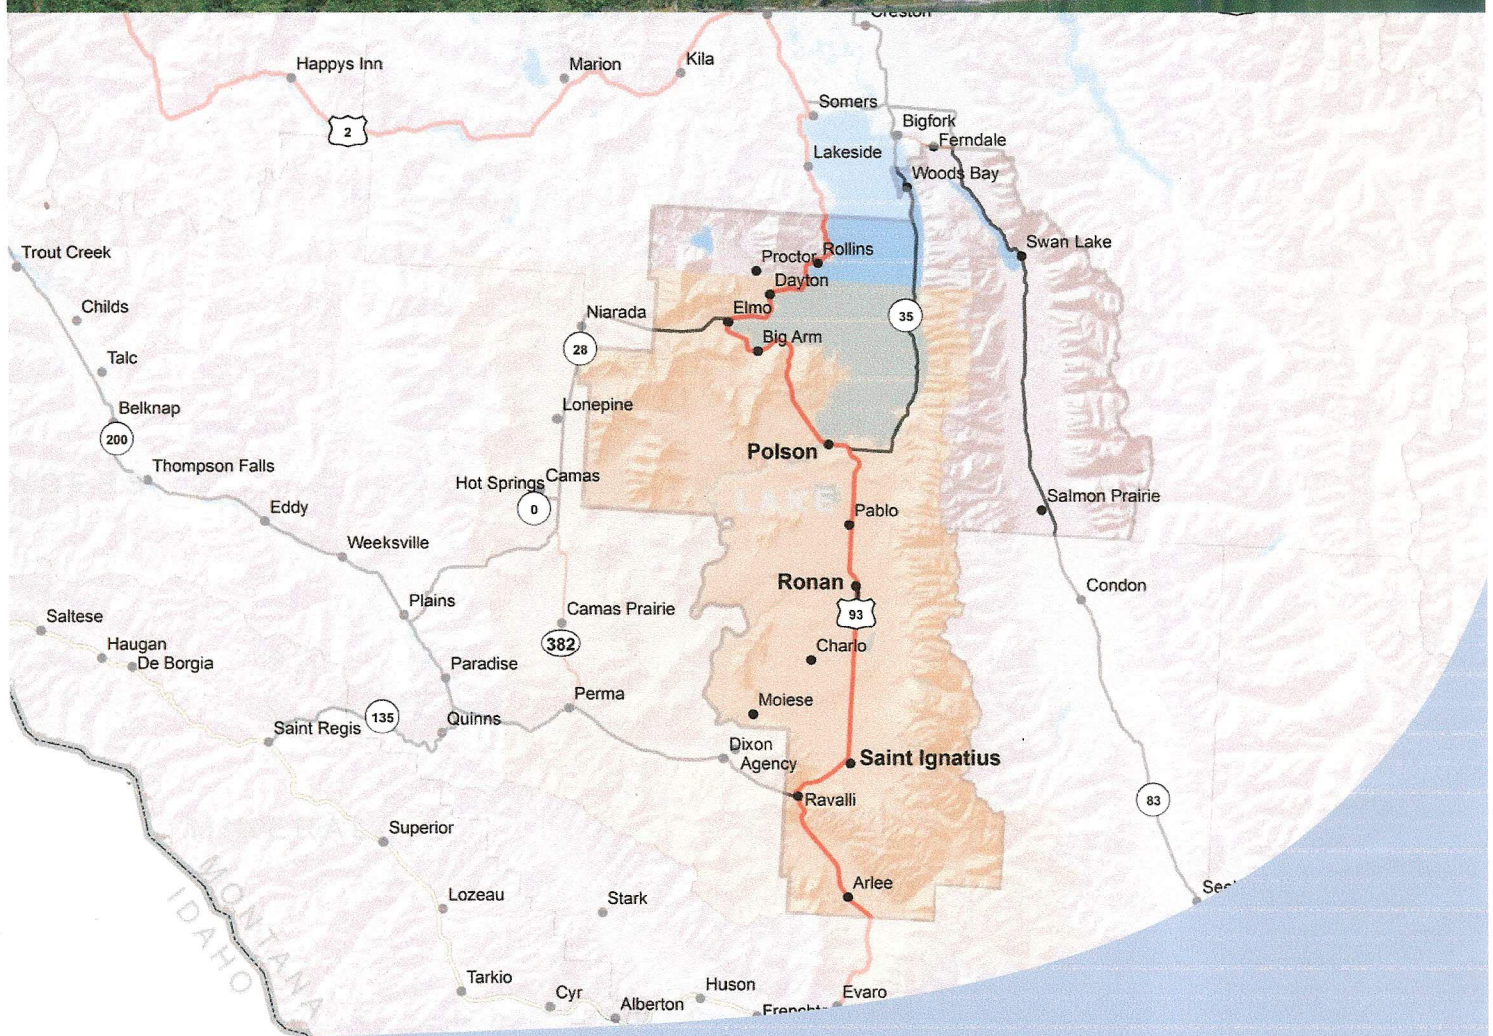 Creston
Happys Inn
Marion
Kila
2
Somers
Bigfork
Ferndale
Lakeside
Woods Bay
Trout Creek
Swan Lake
Rollins
Proctor
Dayton
Childs
Niarada
Elmo
35
Big Arm
28
Talc
Belknap
Lonepine
200
Polson
Thompson Falls
Hot Springs
Camas
Salmon Prairie
0
Eddy
LAKE
Pablo
Weeksville
Ronan
Condon
Plains
Camas Prairie
93
Saltese
382
Haugan
Charlo
De Borgia
Paradise
Perma
Moiese
135
Quinns
Saint Regis
Dixon
Agency
Saint Ignatius
Ravalli
83
Superior
MONTANA
IDAHO
Arlee
Lozeau
Stark
Tarkio
Huson
Cyr
Alberton
Evaro